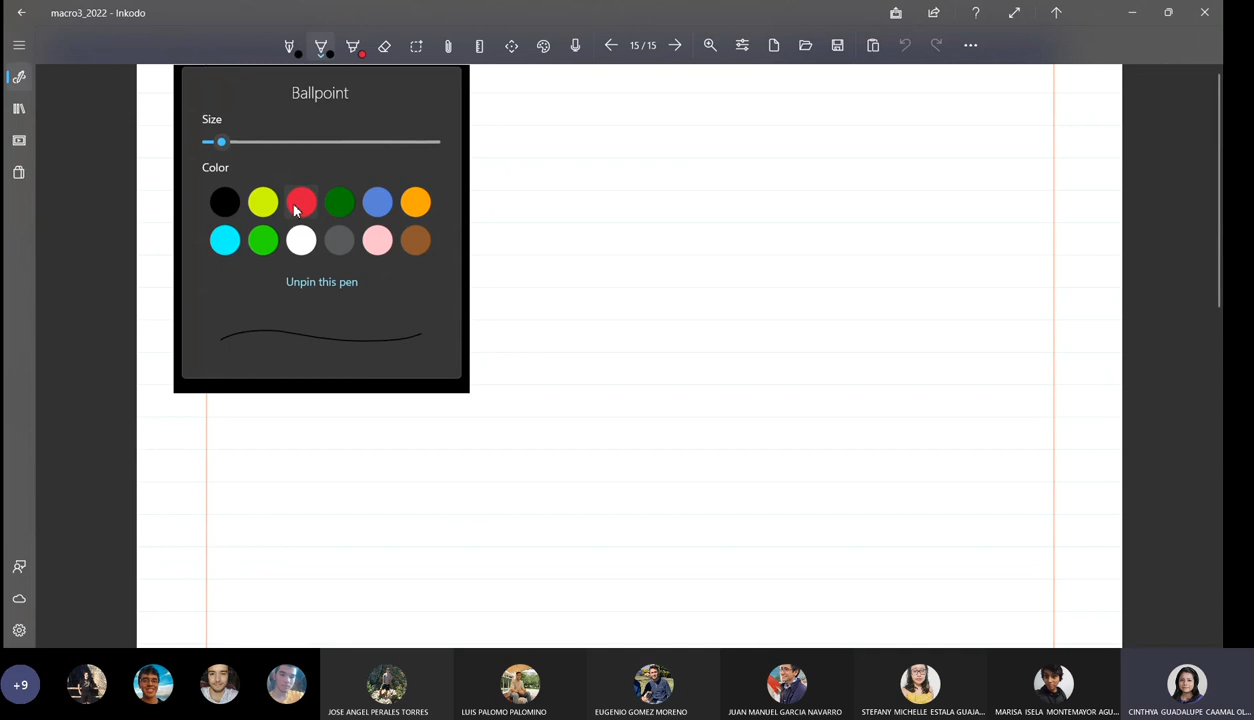 macro3_2022 - Inkodo
15 / 15
Ballpoint
Size
Color
Unpin this pen
+9
JOSE ANGEL PERALES TORRES
LUIS PALOMO PALOMINO
EUGENIO GOMEZ MORENO
JUAN MANUEL GARCIA NAVARRO
STEFANY MICHELLE ESTALA GUAJA...
MARISA ISELA MONTEMAYOR AGU...
CINTHYA GUADALUPE CAAMAL OL...